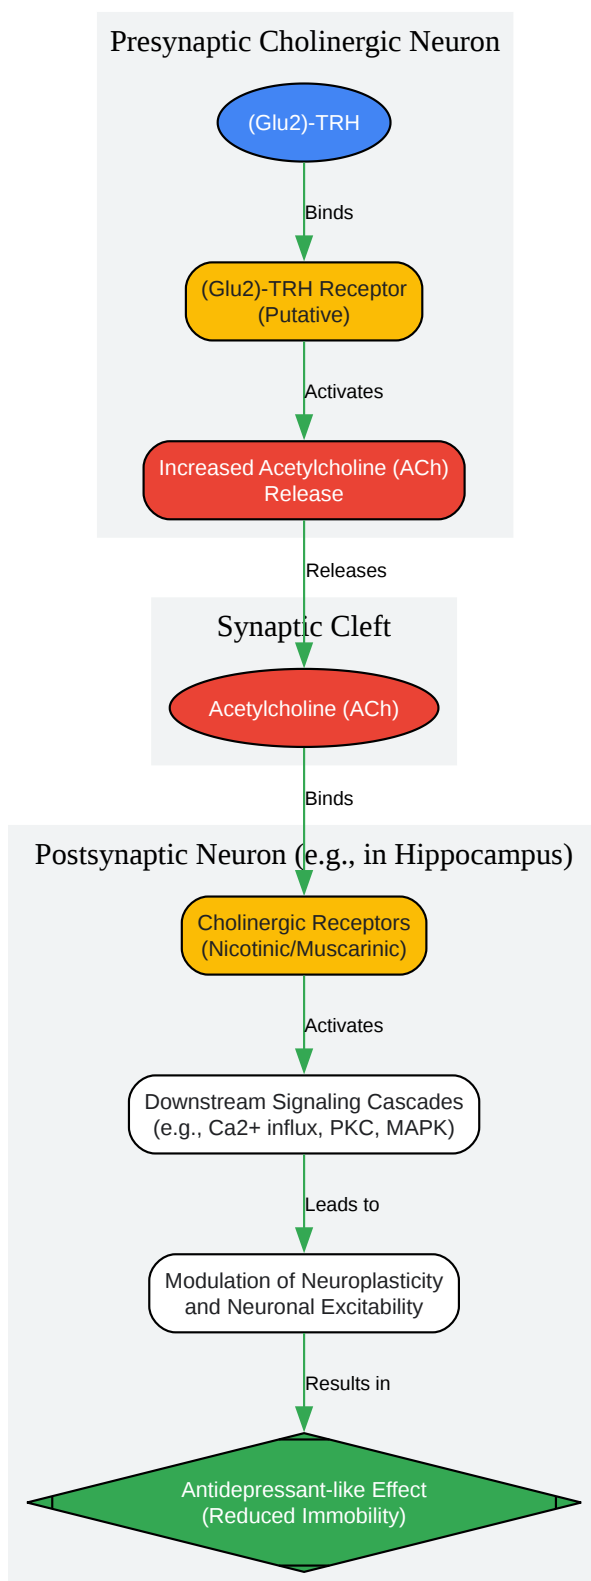 Presynaptic Cholinergic Neuron
(Glu2)-TRH
Binds
(Glu2)-TRH Receptor
(Putative)
Activates
Increased Acetylcholine (ACh)
Release
Releases
Synaptic Cleft
Acetylcholine (ACh)
Binds
Postsynaptic Neuron (e.g., in Hippocampus)
Cholinergic Receptors
(Nicotinic/Muscarinic)
Activates
Downstream Signaling Cascades
(e.g., Ca2+ influx, PKC, MAPK)
Leads to
Modulation of Neuroplasticity
and Neuronal Excitability
Results in
Antidepressant-like Effect
(Reduced Immobility)